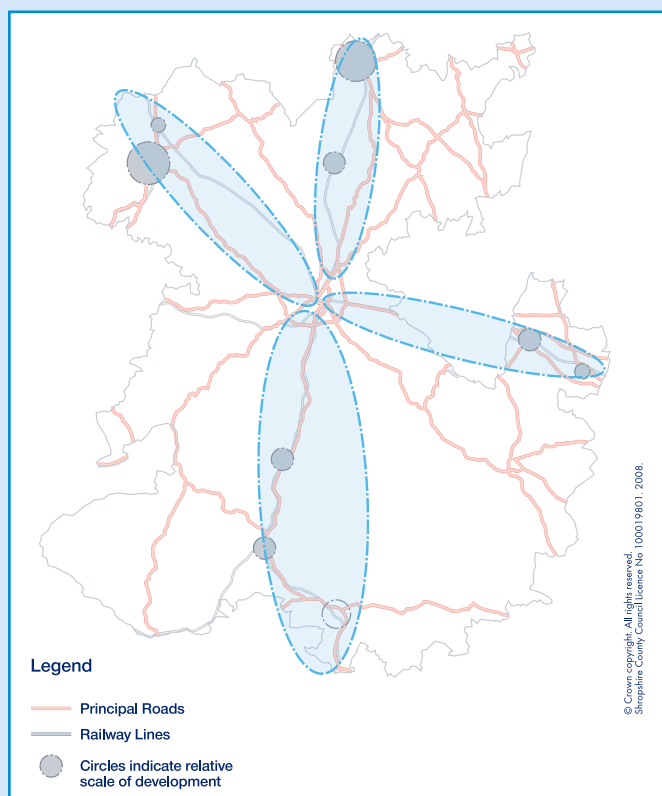 Legend
Principal Roads
Railway Lines
Circles indicate relative
scale of development
© Crown copyright. All rights reserved.
Shropshire County Council Licence No 100019801. 2008.